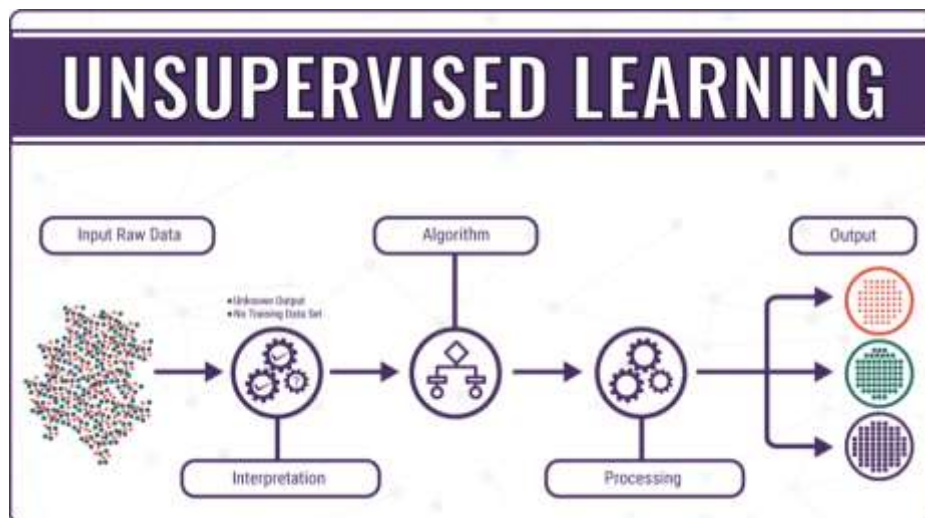 UNSUPERVISED LEARNING
Input Raw Data
Algorithm
Output
•Unknown Output
•No Training Data Set
Interpretation
Processing